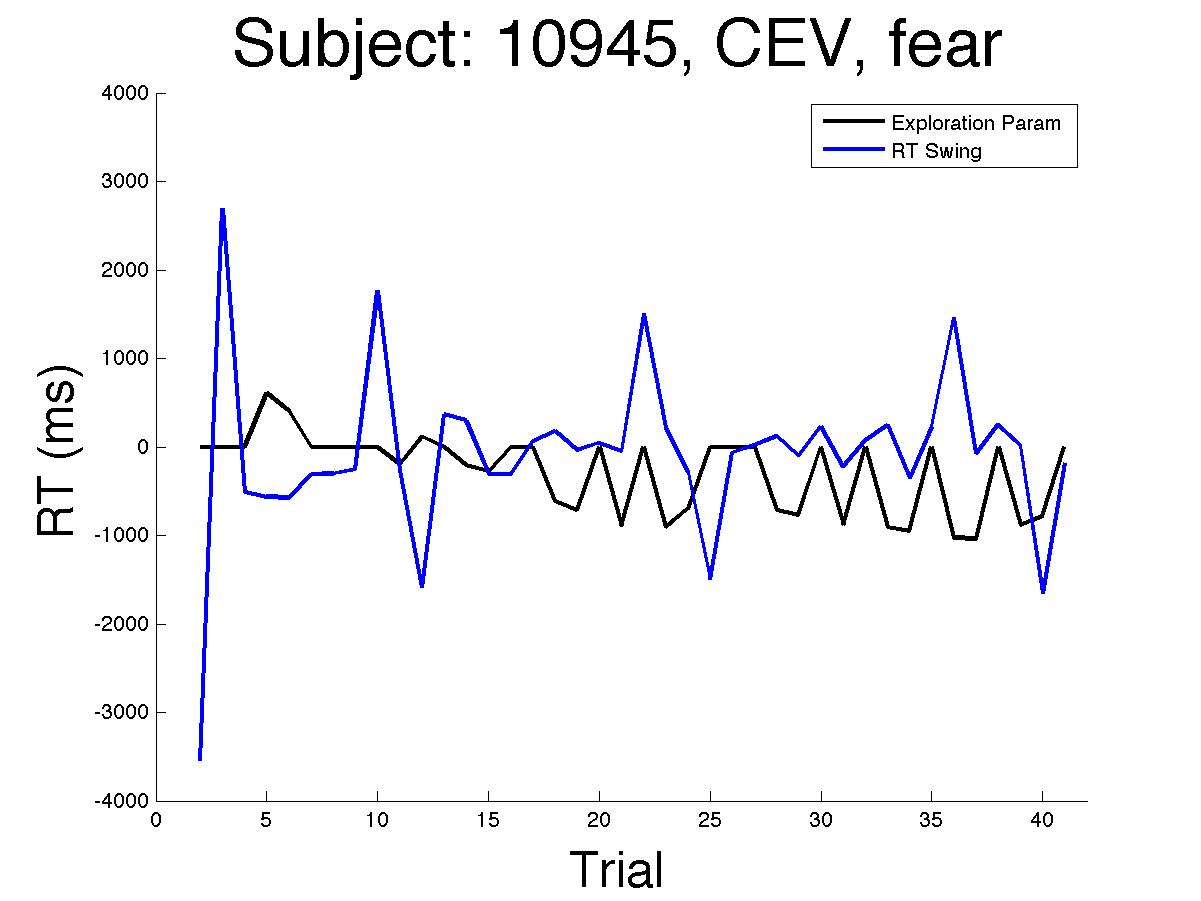 Subject: 10945, CEV, fear
Exploration Param
RT Swing
4000
3000
2000
1000
0
-1000
-2000
-3000
-4000
RT (ms)
0 5 10 15 20 25 30 35 40
Trial